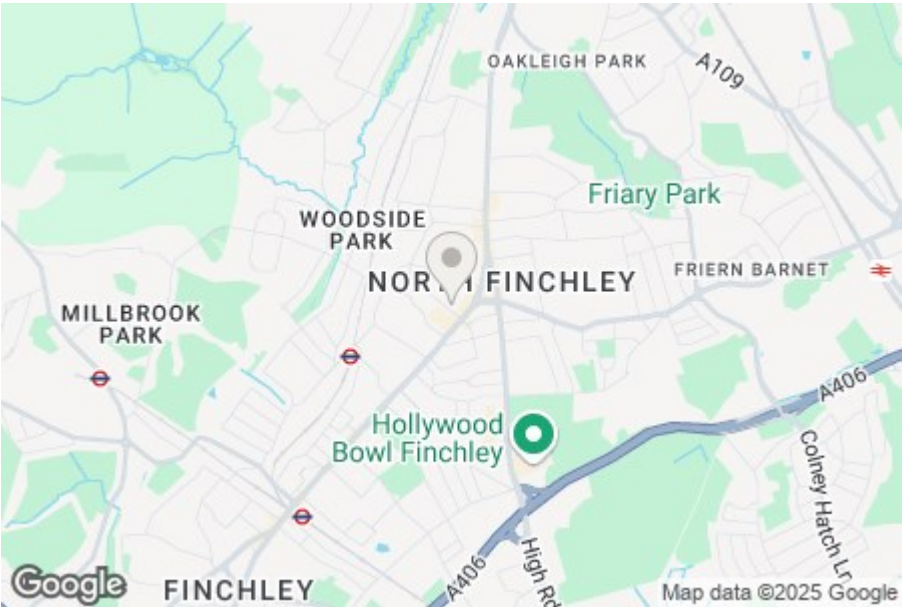 OAKLEIGH PARK
A109
Friary Park
WOODSIDE
PARK
NORTH FINCHLEY
FRIERN BARNET
MILLBROOK
PARK
A406
Hollywood
Bowl Finchley
Colney Hatch Ln
High Rd
A406
FINCHLEY
Google
Map data ©2025 Google